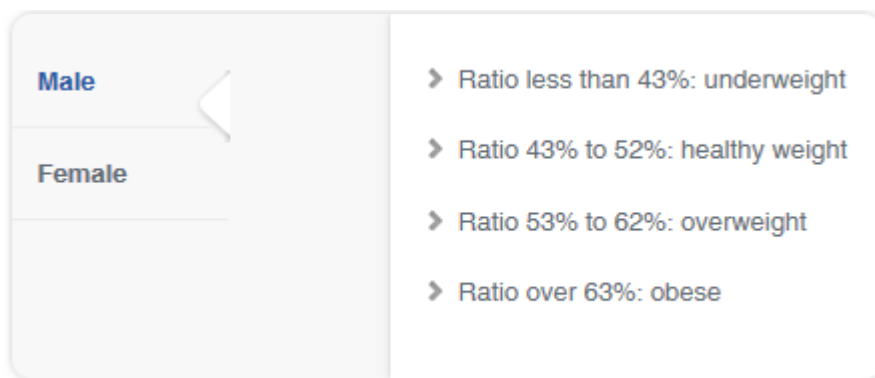 Male
Female
Ratio less than 43%: underweight
Ratio 43% to 52%: healthy weight
Ratio 53% to 62%: overweight
Ratio over 63%: obese